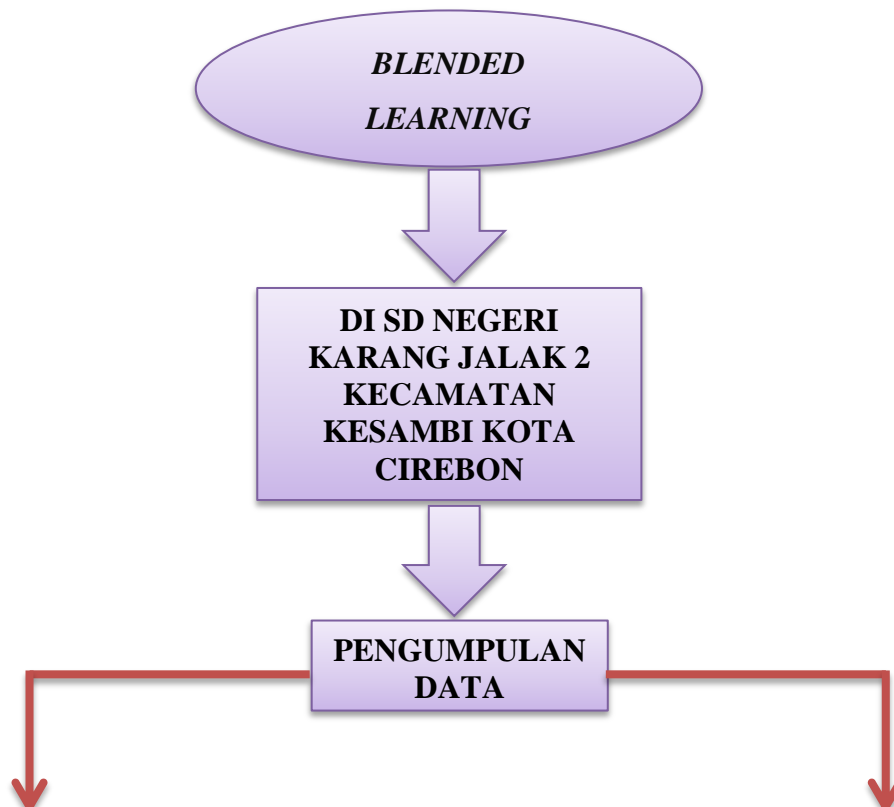 BLENDED
LEARNING
DI SD NEGERI
KARANG JALAK 2
KECAMATAN
KESAMBI KOTA
CIREBON
PENGUMPULAN
DATA